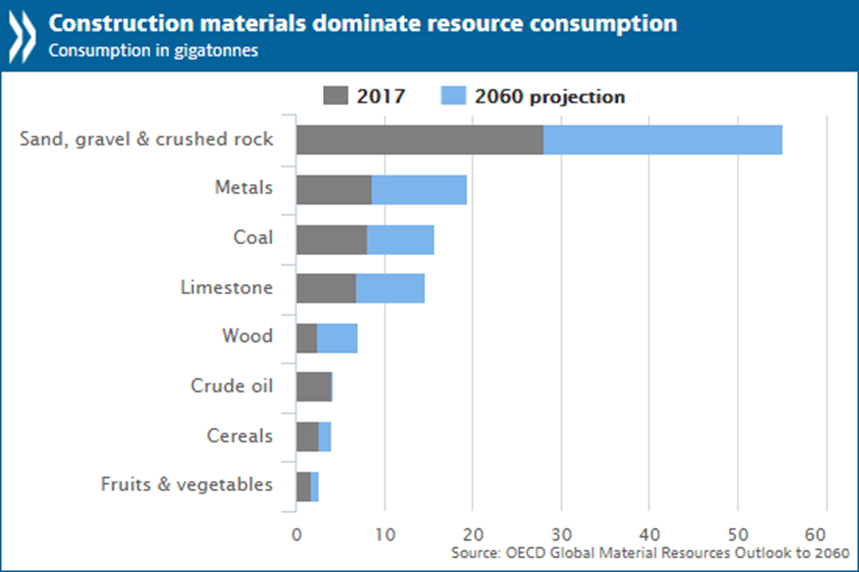 Construction materials dominate resource consumption
Consumption in gigatonnes
2017 2060 projection
Sand, gravel & crushed rock
Metals
Coal
Limestone
Wood
Crude oil
Cereals
Fruits & vegetables
0 10 20 30 40 50 60
Source: OECD Global Material Resources Outlook to 2060